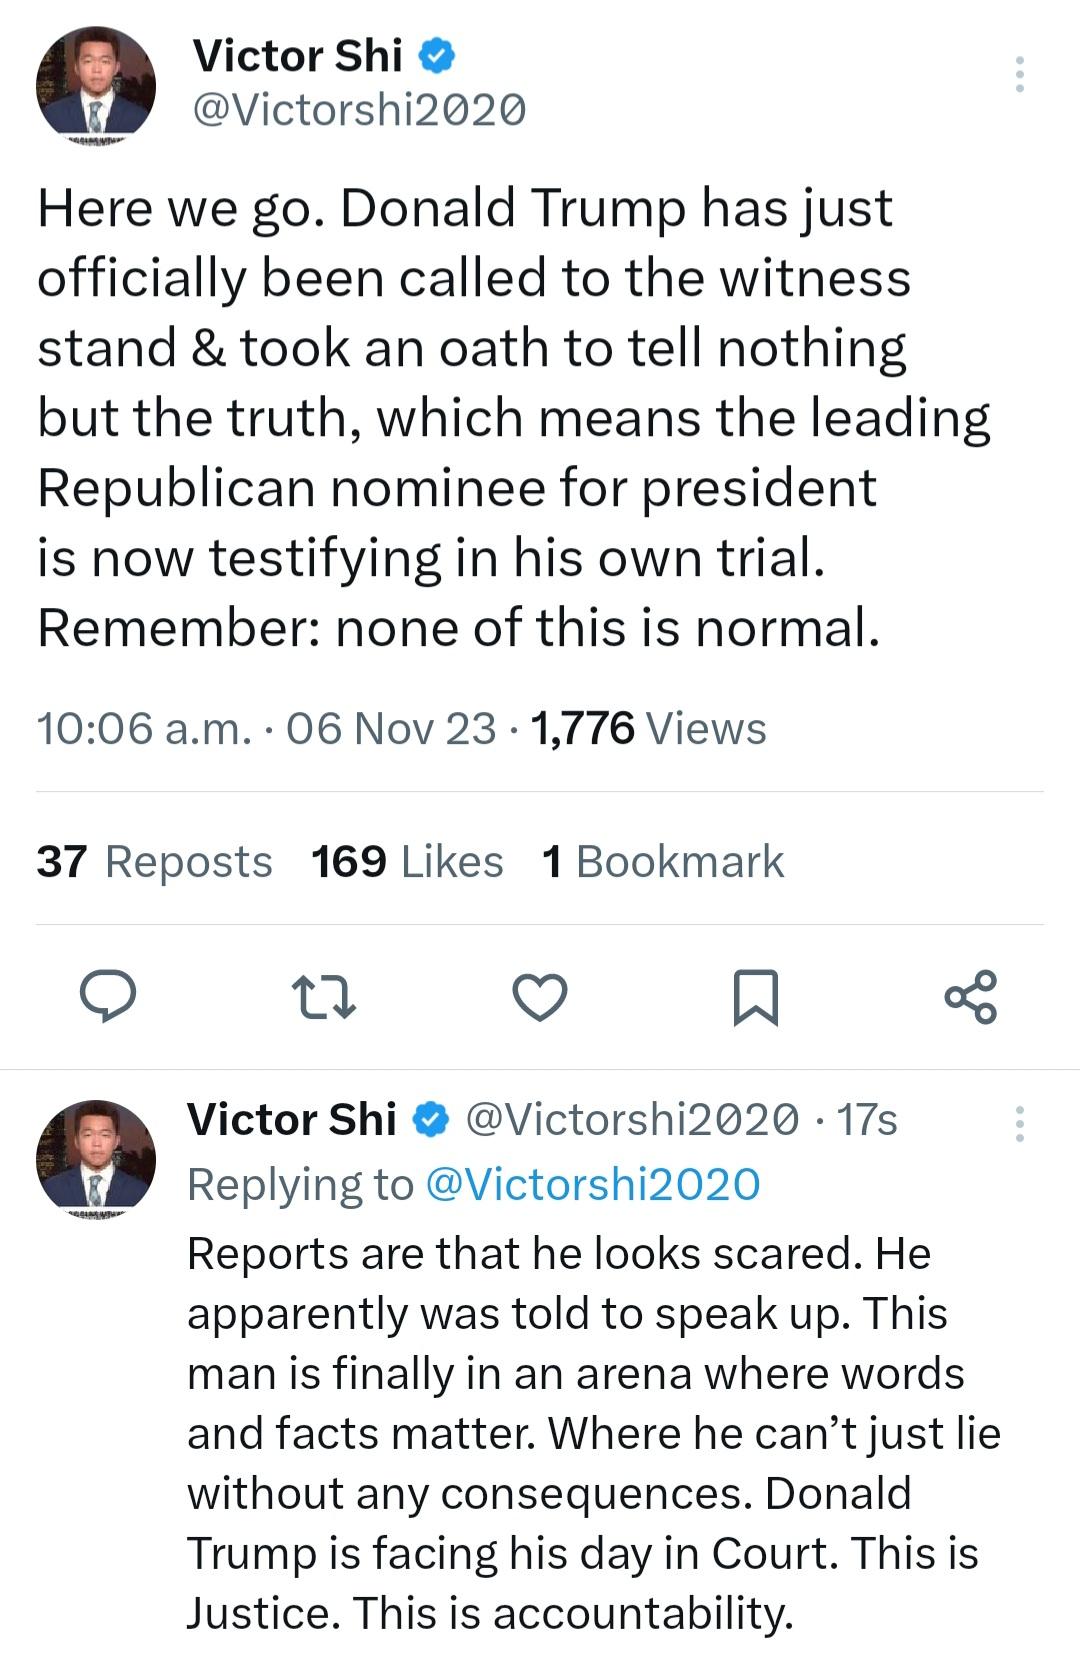 Victor Shi
@Victorshi2020
Here we go. Donald Trump has just
officially been called to the witness
stand & took an oath to tell nothing
but the truth, which means the leading
Republican nominee for president
is now testifying in his own trial.
Remember: none of this is normal.
10:06 a.m. · 06 Nov 23 · 1,776 Views
37 Reposts 169 Likes 1 Bookmark
Victor Shi @Victorshi2020 · 17s
Replying to @Victorshi2020
Reports are that he looks scared. He
apparently was told to speak up. This
man is finally in an arena where words
and facts matter. Where he can’t just lie
without any consequences. Donald
Trump is facing his day in Court. This is
Justice. This is accountability.